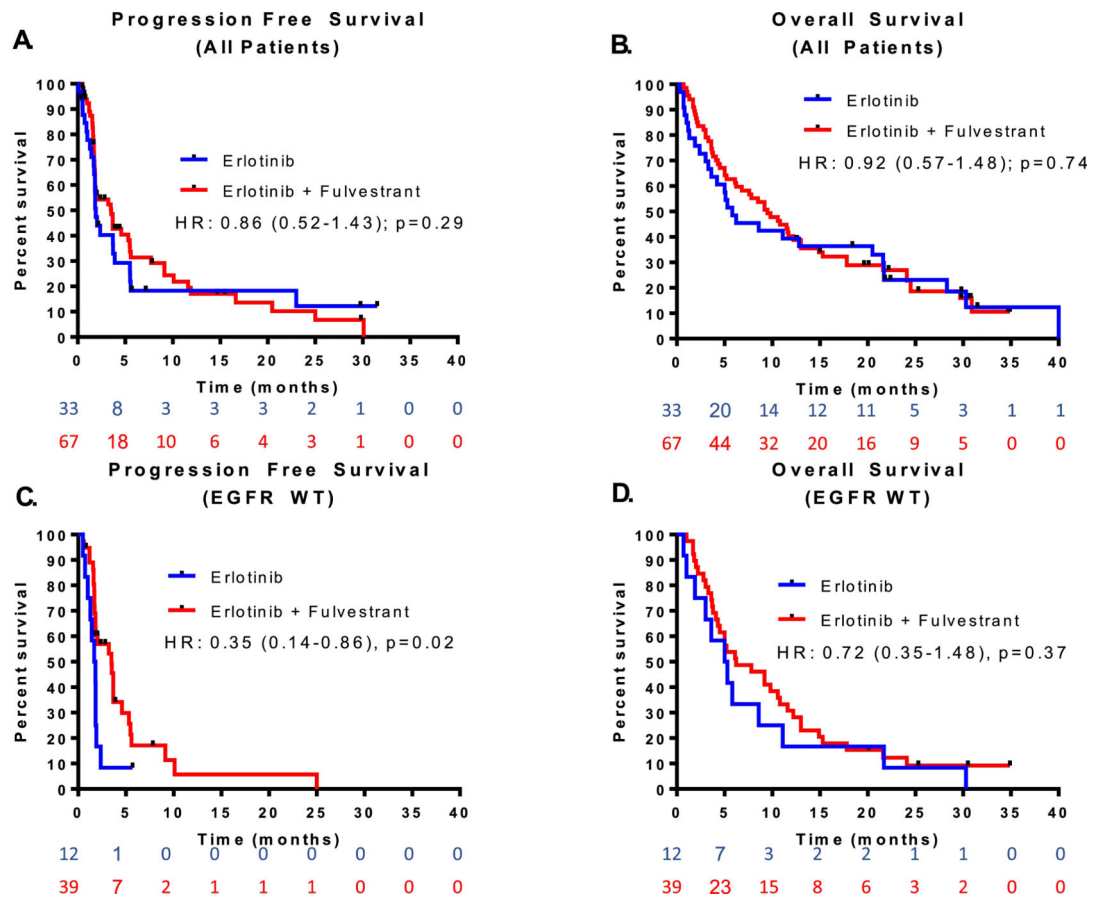 A.
Progression Free Survival
(All Patients)
Percent survival
100
90
80
70
60
50
40
30
20
10
0
Erlotinib
Erlotinib + Fulvestrant
HR: 0.86 (0.52-1.43); p=0.29
0 5 10 15 20 25 30 35 40
Time (months)
33 8 3 3 3 2 1 0 0
67 18 10 6 4 3 1 0 0
B.
Overall Survival
(All Patients)
Percent survival
100
90
80
70
60
50
40
30
20
10
0
Erlotinib
Erlotinib + Fulvestrant
HR: 0.92 (0.57-1.48); p=0.74
0 5 10 15 20 25 30 35 40
Time (months)
33 20 14 12 11 5 3 1 1
67 44 32 20 16 9 5 0 0
C.
Progression Free Survival
(EGFR WT)
Percent survival
100
90
80
70
60
50
40
30
20
10
0
Erlotinib
Erlotinib + Fulvestrant
HR: 0.35 (0.14-0.86), p=0.02
0 5 10 15 20 25 30 35 40
Time (months)
12 1 0 0 0 0 0 0 0
39 7 2 1 1 1 0 0 0
D.
Overall Survival
(EGFR WT)
Percent survival
100
90
80
70
60
50
40
30
20
10
0
Erlotinib
Erlotinib + Fulvestrant
HR: 0.72 (0.35-1.48), p=0.37
0 5 10 15 20 25 30 35 40
Time (months)
12 7 3 2 2 1 1 0 0
39 23 15 8 6 3 2 0 0